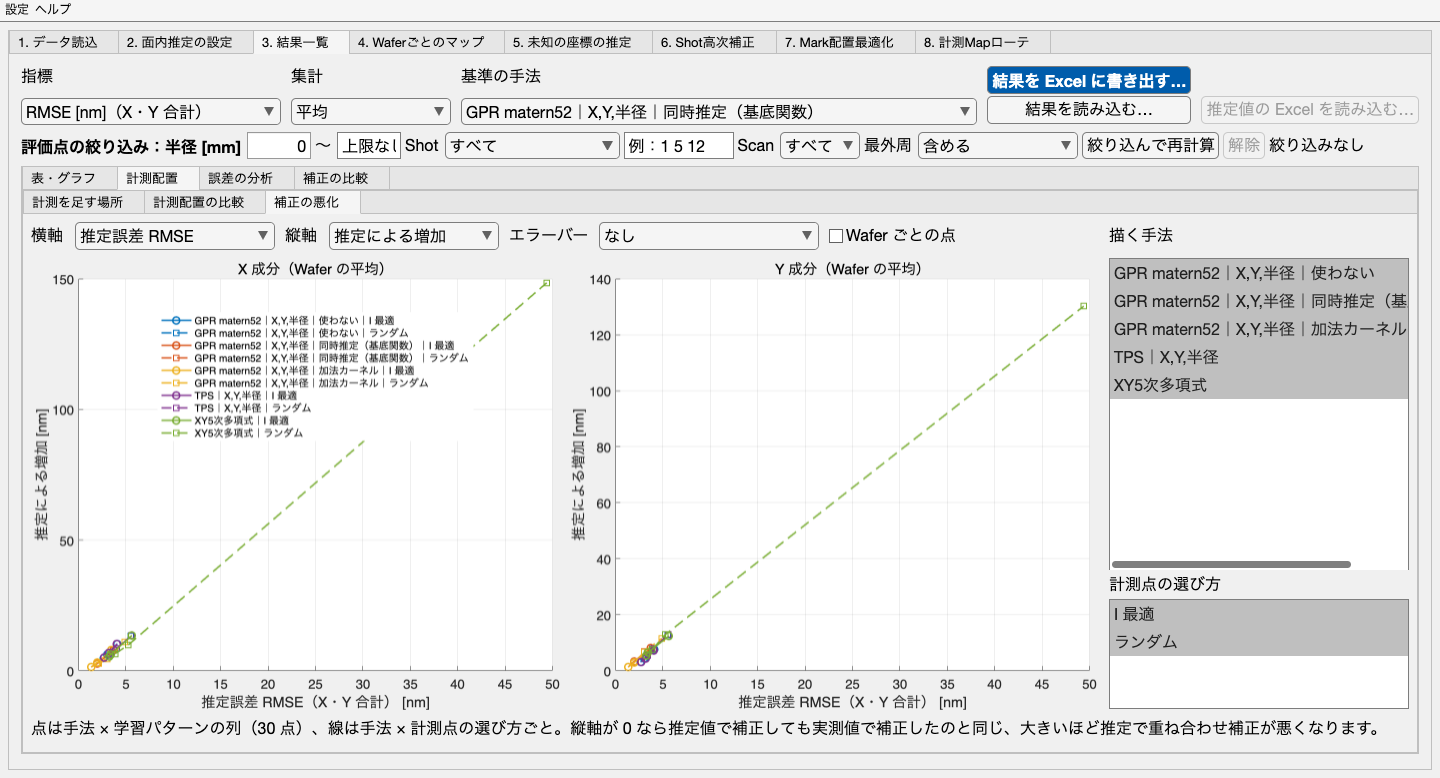 設定 ヘルプ
1. データ読込 2. 面内推定の設定 3. 結果一覧 4. Waferごとのマップ 5. 未知の座標の推定 6. Shot高次補正 7. Mark配置最適化 8. 計測Mapローテ
指標 集計 基準の手法 結果を Excel に書き出す...
RMSE [nm]（X・Y 合計） 平均 GPR matern52｜X,Y,半径｜同時推定（基底関数） 結果を読み込む... 推定値の Excel を読み込む...
評価点の絞り込み：半径 [mm] 0 ～ 上限なし Shot すべて 例：1 5 12 Scan すべて 最外周 含める 絞り込んで再計算 解除 絞り込みなし
表・グラフ 計測配置 誤差の分析 補正の比較
計測を足す場所 計測配置の比較 補正の悪化
横軸 推定誤差 RMSE 縦軸 推定による増加 エラーバー なし Wafer ごとの点
X 成分（Wafer の平均）
150
100
50
0
推定による増加 [nm]
GPR matern52｜X,Y,半径｜使わない｜I 最適
GPR matern52｜X,Y,半径｜使わない｜ランダム
GPR matern52｜X,Y,半径｜同時推定（基底関数）｜I 最適
GPR matern52｜X,Y,半径｜同時推定（基底関数）｜ランダム
GPR matern52｜X,Y,半径｜加法カーネル｜I 最適
GPR matern52｜X,Y,半径｜加法カーネル｜ランダム
TPS｜X,Y,半径｜I 最適
TPS｜X,Y,半径｜ランダム
XY5次多項式｜I 最適
XY5次多項式｜ランダム
0 5 10 15 20 25 30 35 40 45 50
推定誤差 RMSE（X・Y 合計） [nm]
Y 成分（Wafer の平均）
140
120
100
80
60
40
20
0
推定による増加 [nm]
0 5 10 15 20 25 30 35 40 45 50
推定誤差 RMSE（X・Y 合計） [nm]
描く手法
GPR matern52｜X,Y,半径｜使わない
GPR matern52｜X,Y,半径｜同時推定（基
GPR matern52｜X,Y,半径｜加法カーネル
TPS｜X,Y,半径
XY5次多項式
計測点の選び方
I 最適
ランダム
点は手法 × 学習パターンの列（30 点）、線は手法 × 計測点の選び方ごと。縦軸が 0 なら推定値で補正しても実測値で補正したのと同じ、大きいほど推定で重ね合わせ補正が悪くなります。